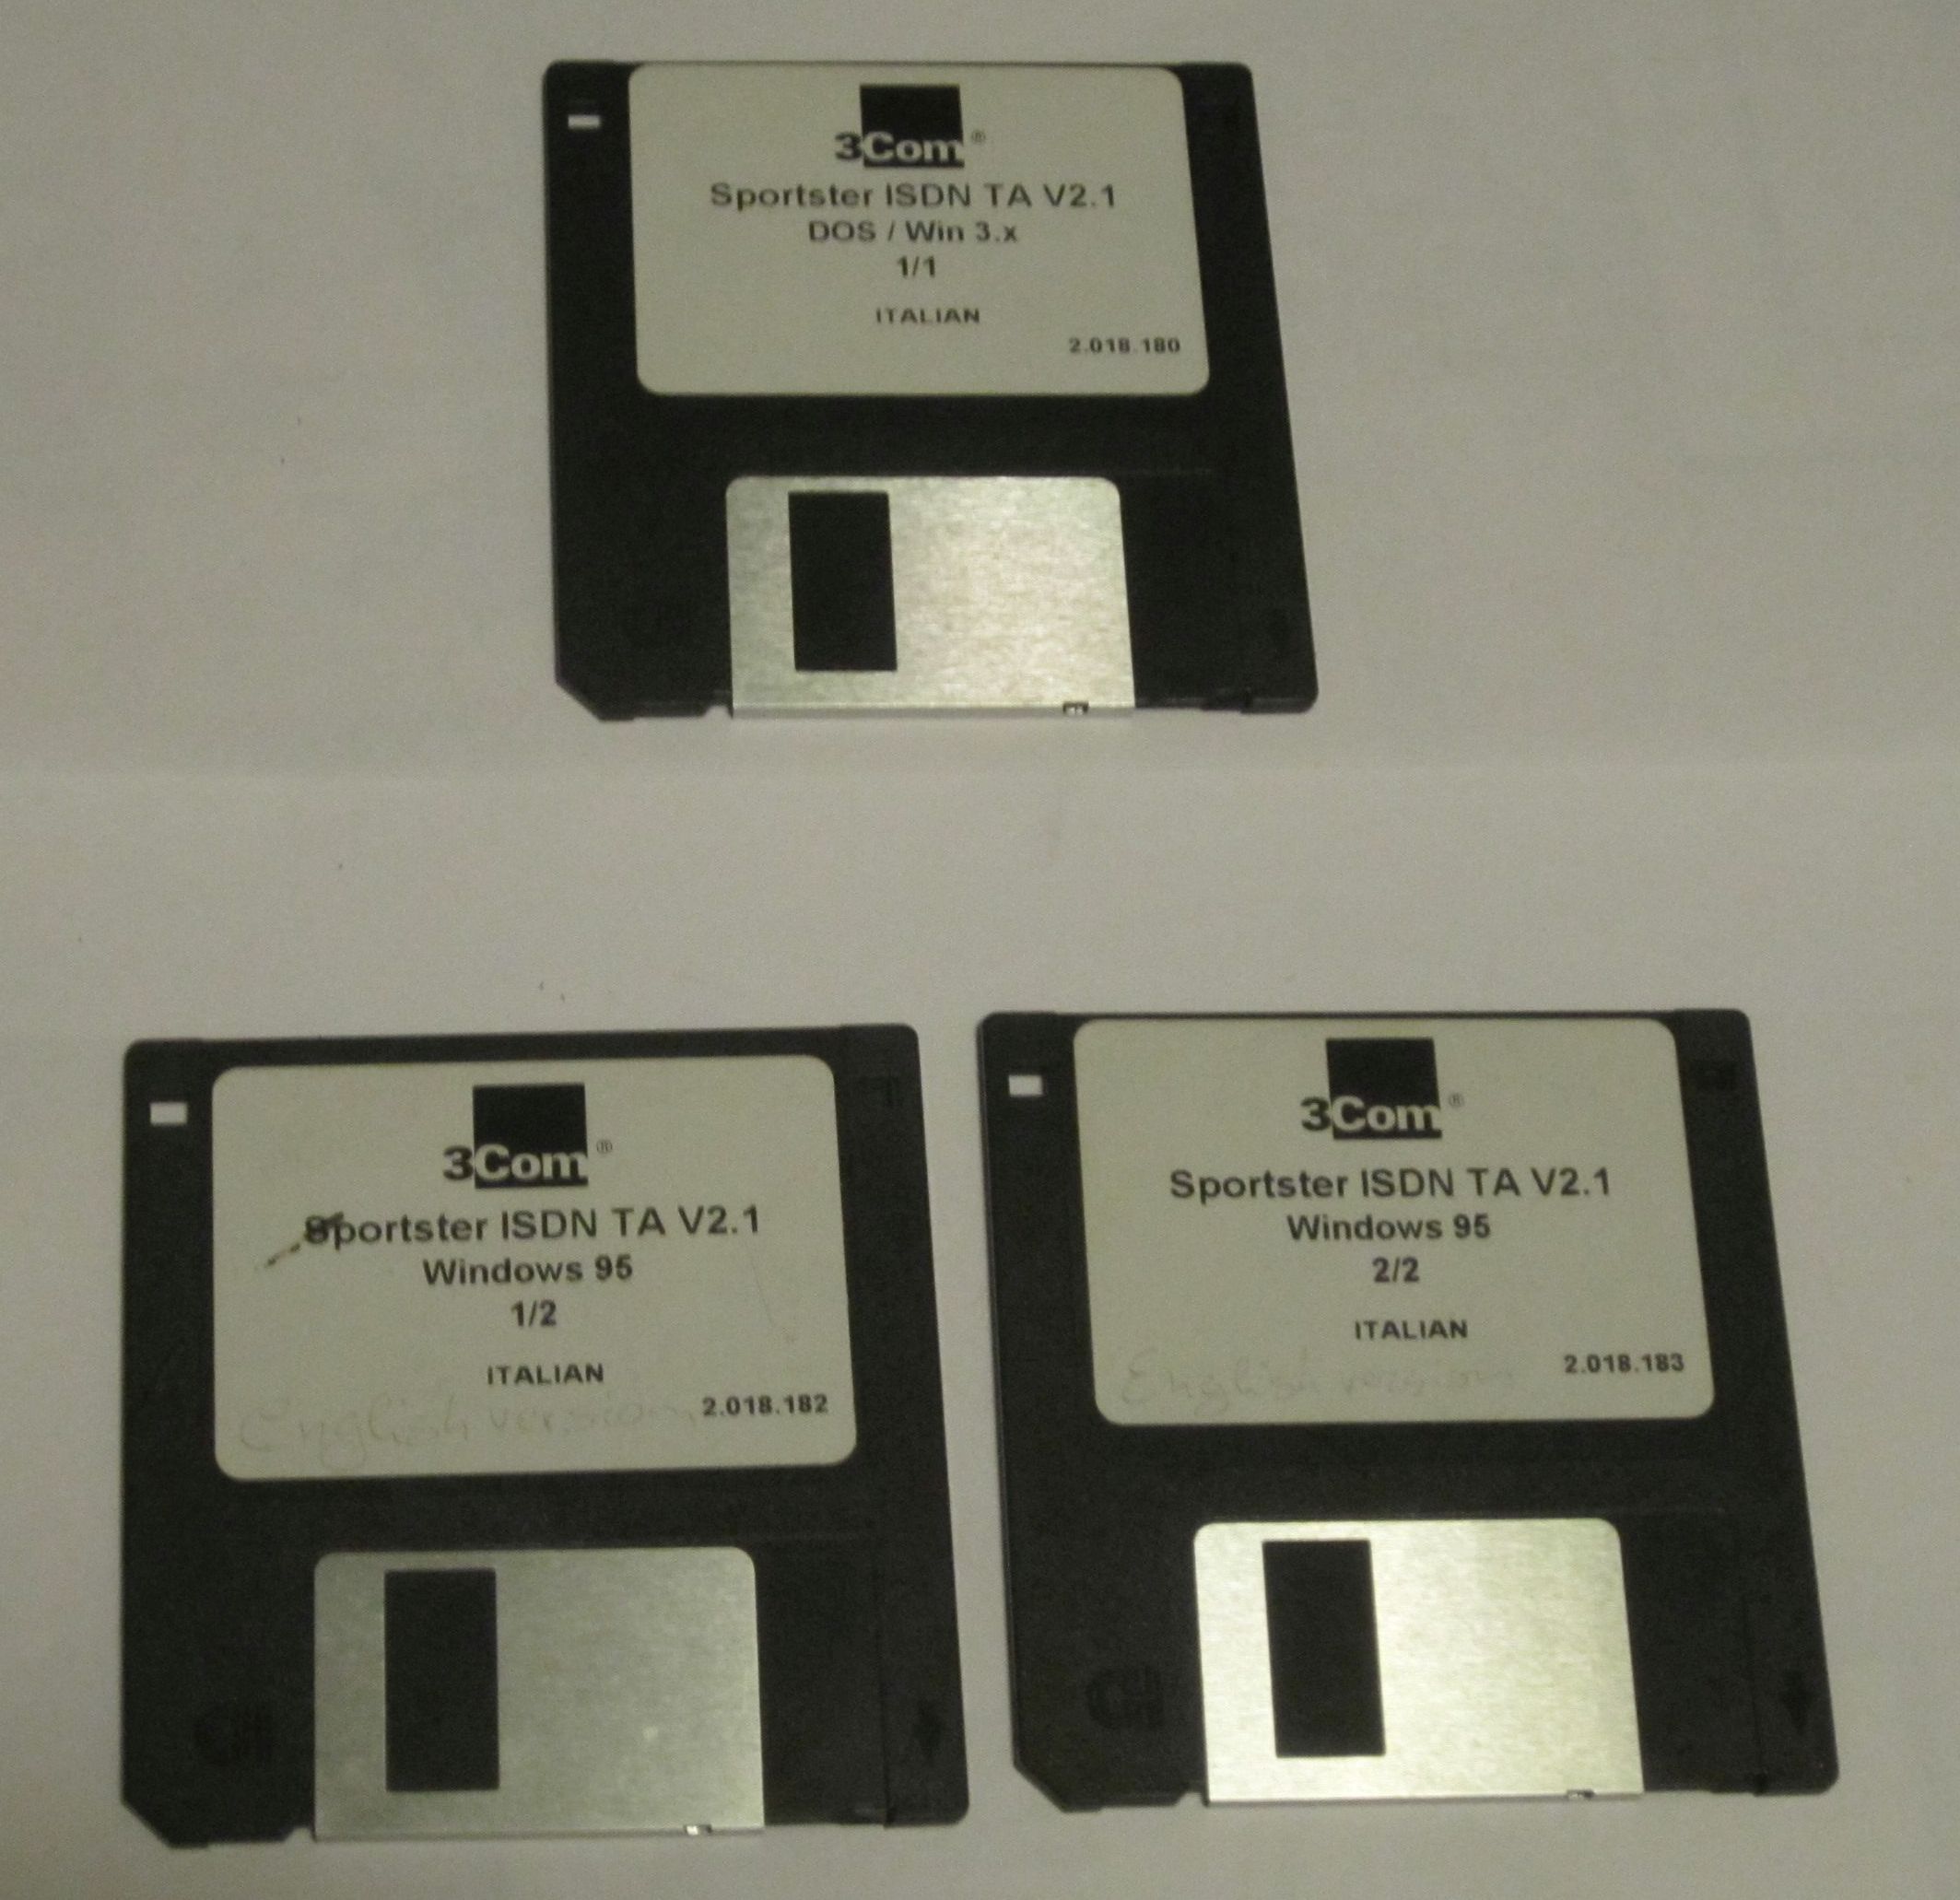 3Com®
Sportster ISDN TA V2.1
DOS / Win 3.x
1/1
ITALIAN
2.018.180
3Com®
Sportster ISDN TA V2.1
Windows 95
1/2
ITALIAN
English version
2.018.182
3Com®
Sportster ISDN TA V2.1
Windows 95
2/2
ITALIAN
English version
2.018.183